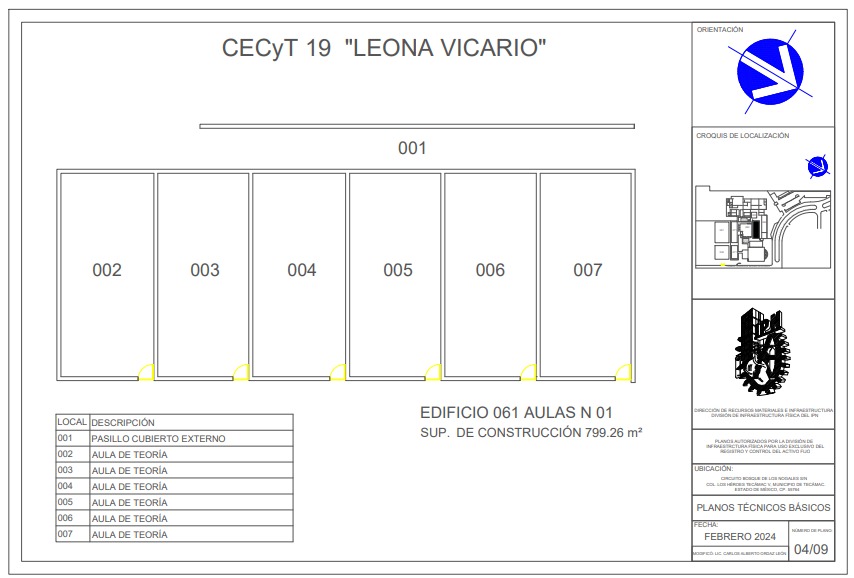 CECyT 19 "LEONA VICARIO"
001
002 003 004 005 006 007
EDIFICIO 061 AULAS N 01
SUP. DE CONSTRUCCIÓN 799.26 m²
LOCAL DESCRIPCIÓN
001 PASILLO CUBIERTO EXTERNO
002 AULA DE TEORÍA
003 AULA DE TEORÍA
004 AULA DE TEORÍA
005 AULA DE TEORÍA
006 AULA DE TEORÍA
007 AULA DE TEORÍA
ORIENTACIÓN
CROQUIS DE LOCALIZACIÓN
DIRECCIÓN DE RECURSOS MATERIALES E INFRAESTRUCTURA
DIVISIÓN DE INFRAESTRUCTURA FÍSICA DEL IPN
PLANOS AUTORIZADOS POR LA DIVISIÓN DE
INFRAESTRCTURA FÍSICA PARA USO EXCLUSIVO DEL
REGISTRO Y CONTROL DEL ACTIVO FIJO
UBICACIÓN:
CIRCUITO BOSQUE DE LOS NOGALES S/N
COL. LOS HÉROES TECÁMAC V, MUNICIPIO DE TECÁMAC,
ESTADO DE MÉXICO, CP.
PLANOS TÉCNICOS BÁSICOS
FECHA:
FEBRERO 2024
NÚMERO DE PLANO:
04/09
MODIFICÓ: LIC. CARLOS ALBERTO ORDAZ LEÓN